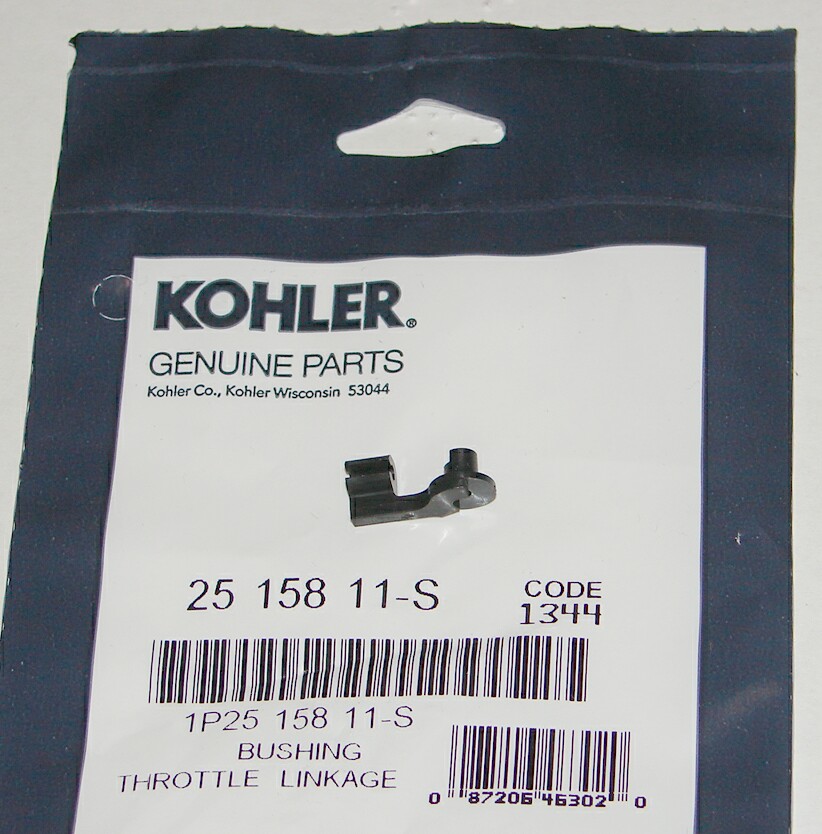 KOHLER®
GENUINE PARTS
Kohler Co., Kohler Wisconsin 53044
25 158 11-S
CODE
1344
1P25 158 11-S
BUSHING
THROTTLE LINKAGE
0 87206 46302 0